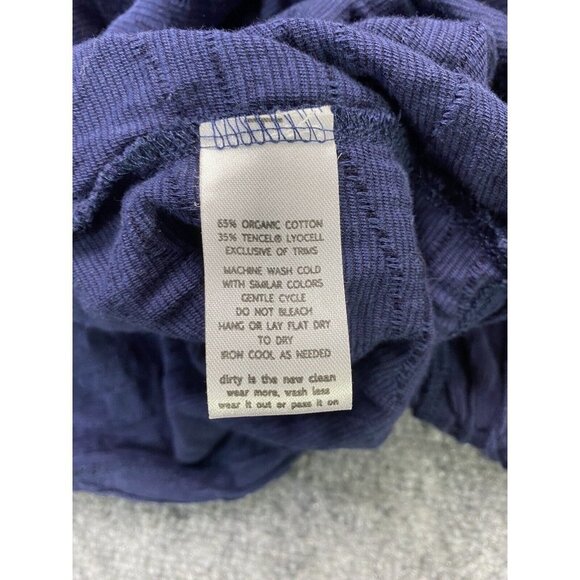 65% ORGANIC COTTON
35% TENCEL® LYOCELL
EXCLUSIVE OF TRIMS
MACHINE WASH COLD
WITH SIMILAR COLORS
GENTLE CYCLE
DO NOT BLEACH
HANG OR LAY FLAT DRY
TO DRY
IRON COOL AS NEEDED
dirty is the new clean
wear more, wash less
wear it out or pass it on